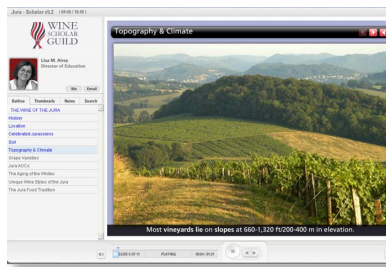 Jura - Scholar v5.2
WINE
SCHOLAR
GUILD
Lisa M. Airey
Director of Education
Bio
Email
Outline
Thumbnails
Notes
Search
THE WINE OF THE JURA
History
Location
Celebrated Jurassiens
Soil
Topography & Climate
Grape Varieties
Jura AOCs
The Aging of the Whites
Unique Wine Styles of the Jura
The Jura Food Tradition
Topography & Climate
Most vineyards lie on slopes at 660-1,320 ft/200-400 m in elevation.
PLAYING